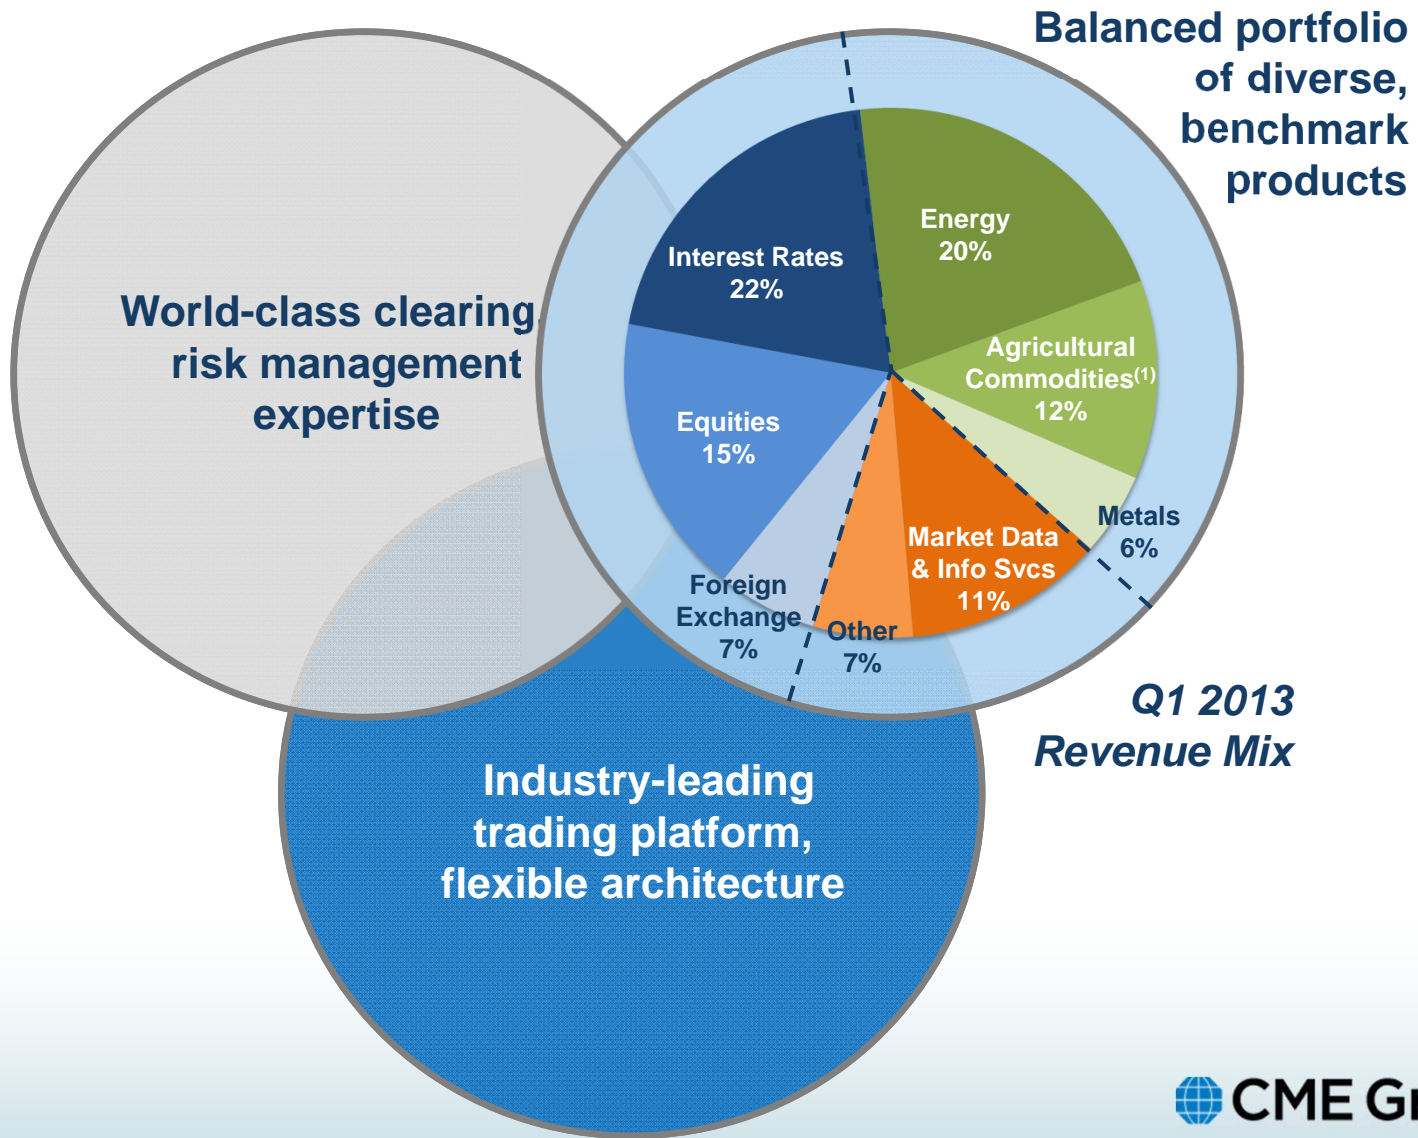 Balanced portfolio
of diverse,
benchmark
products
World-class clearing,
risk management
expertise
Interest Rates
22%
Energy
20%
Agricultural
Commodities(1)
12%
Equities
15%
Metals
6%
Market Data
& Info Svcs
11%
Foreign
Exchange
7%
Other
7%
Q1 2013
Revenue Mix
Industry-leading
trading platform,
flexible architecture
CME Gr